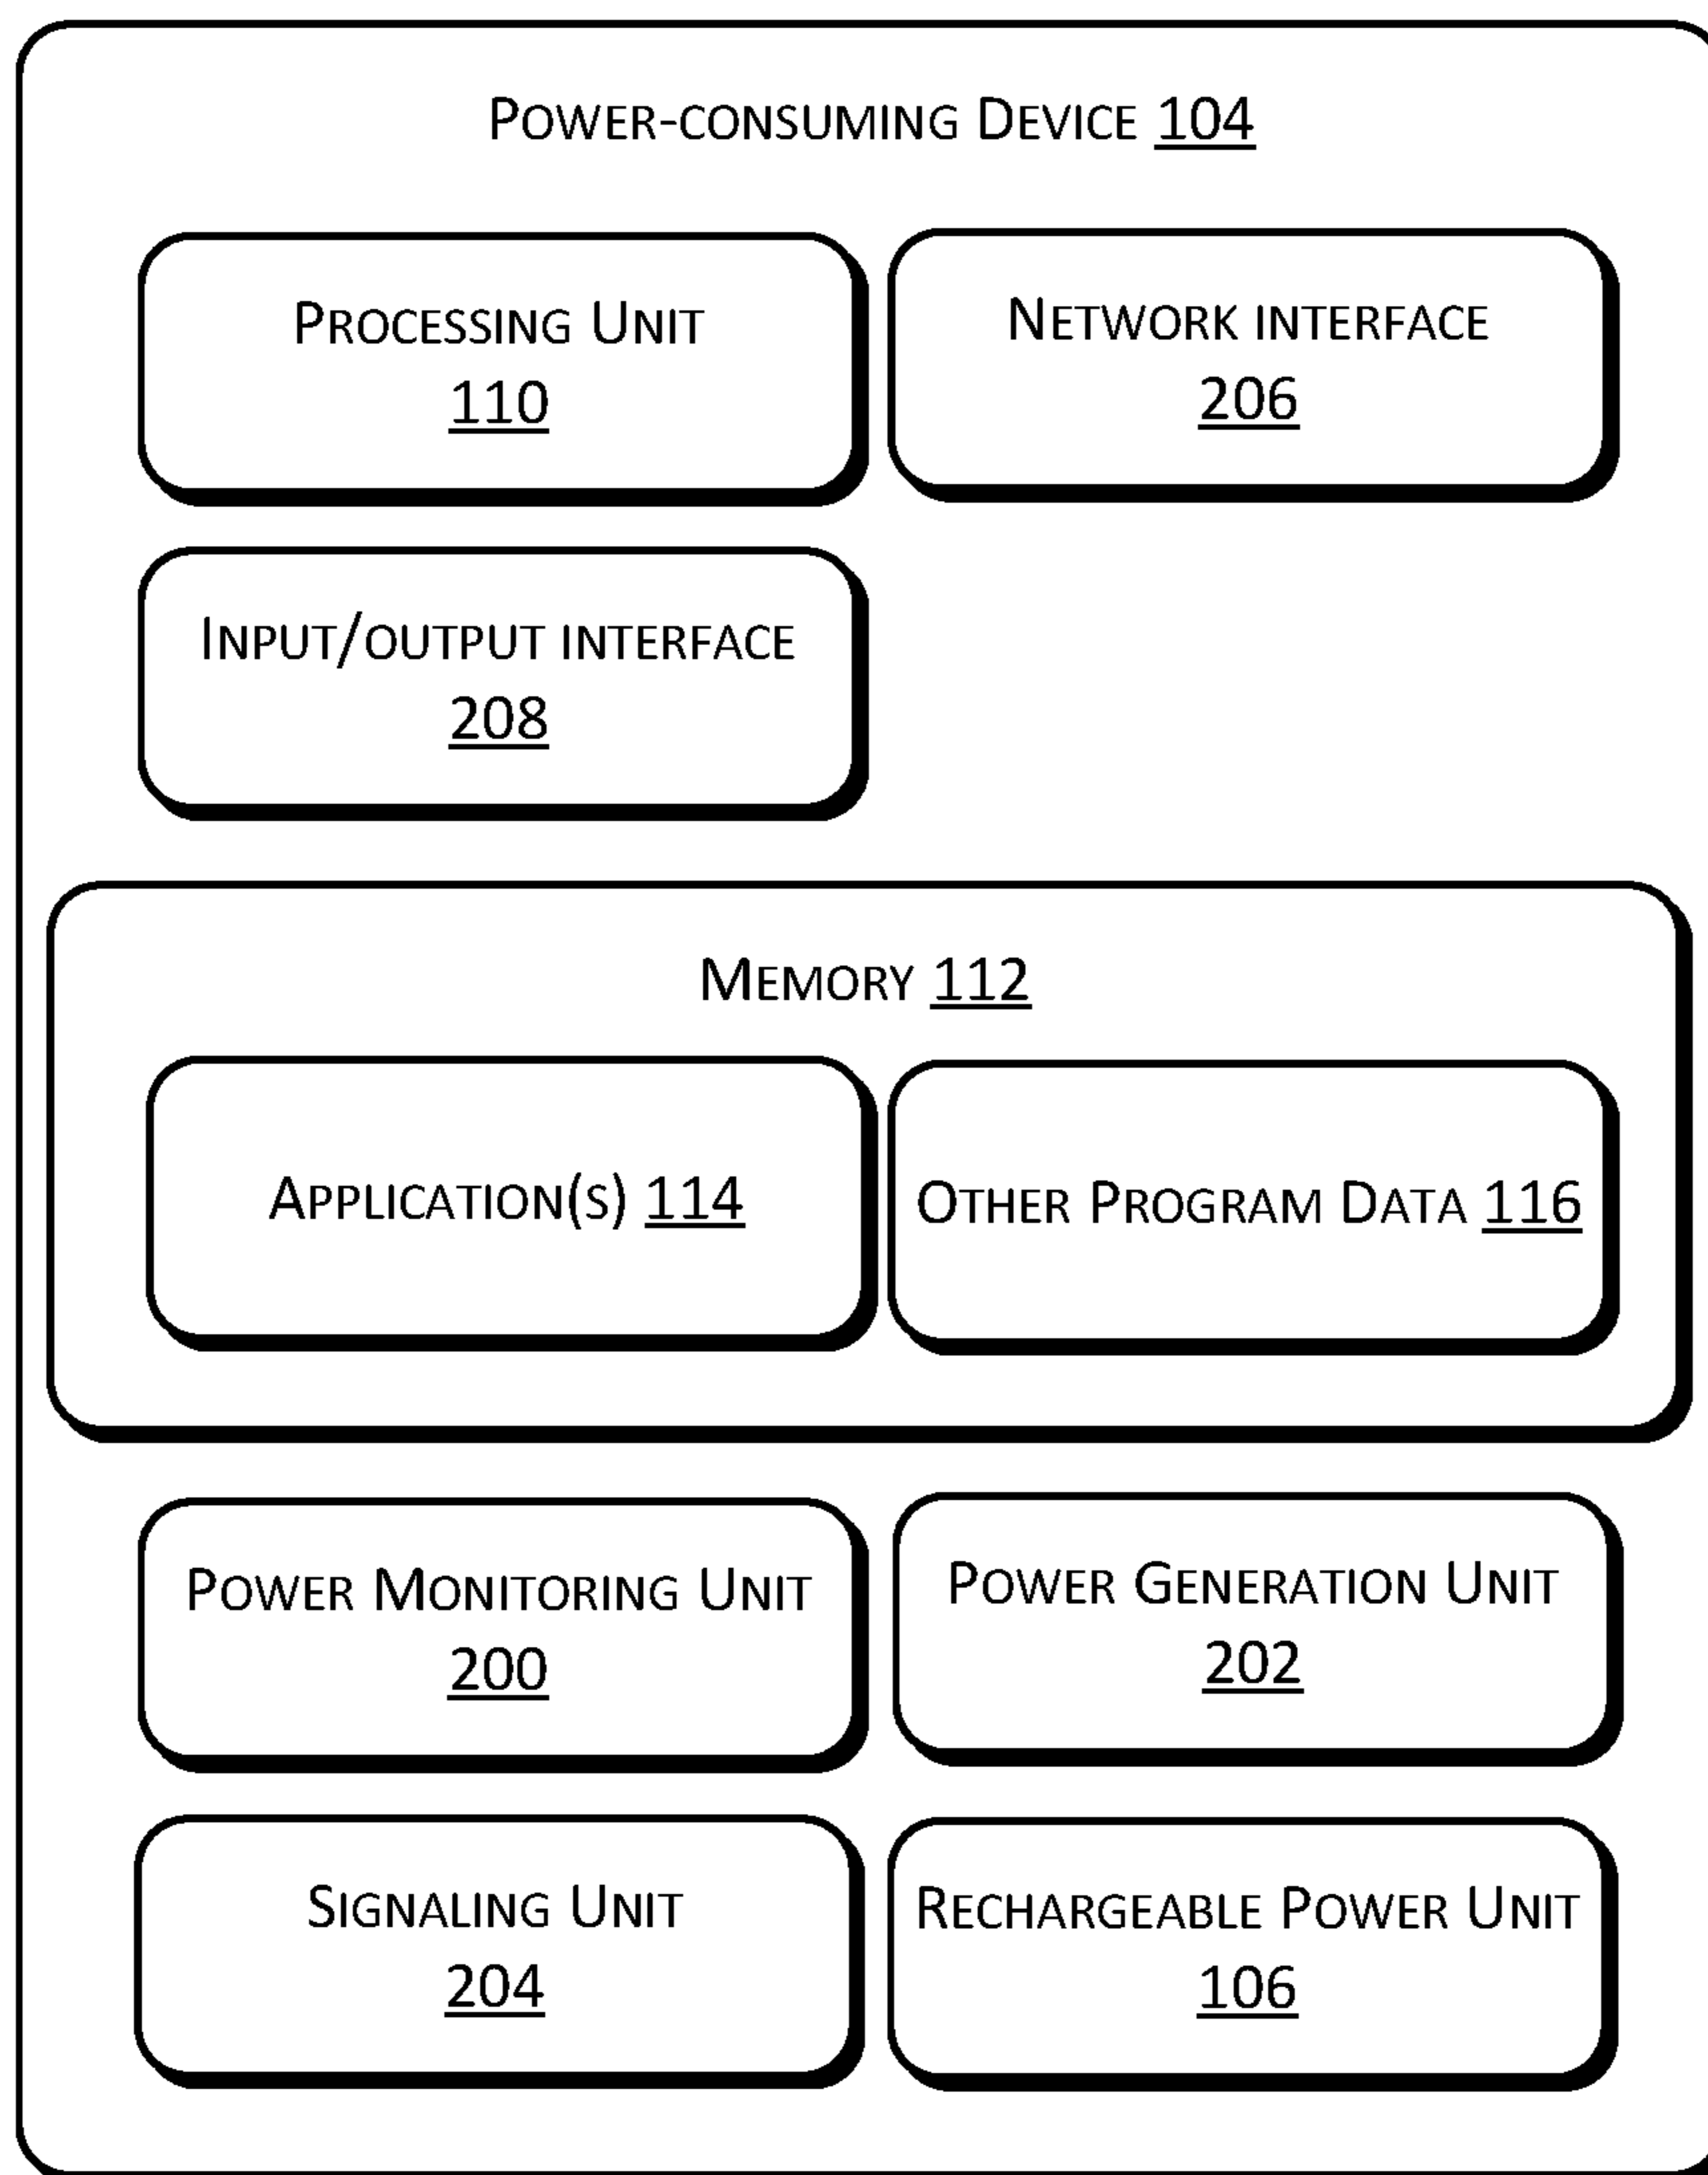 Power-consuming Device 104
Processing Unit
110
Network interface
206
Input/output interface
208
Memory 112
Application(s) 114
Other Program Data 116
Power Monitoring Unit
200
Power Generation Unit
202
Signaling Unit
204
Rechargeable Power Unit
106